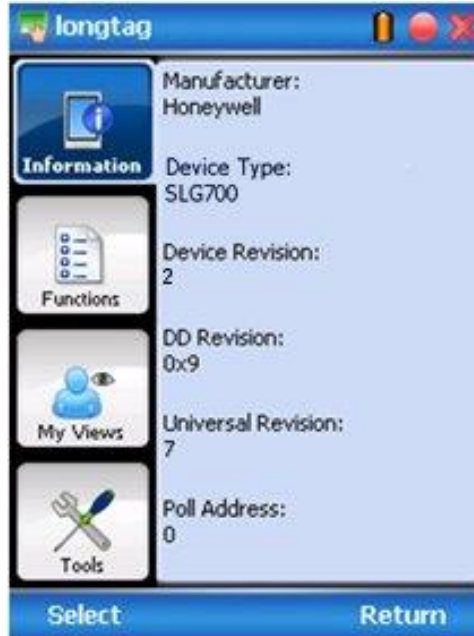 longtag
Information
Functions
My Views
Tools
Manufacturer:
Honeywell
Device Type:
SLG700
Device Revision:
2
DD Revision:
0x9
Universal Revision:
7
Poll Address:
0
Select
Return